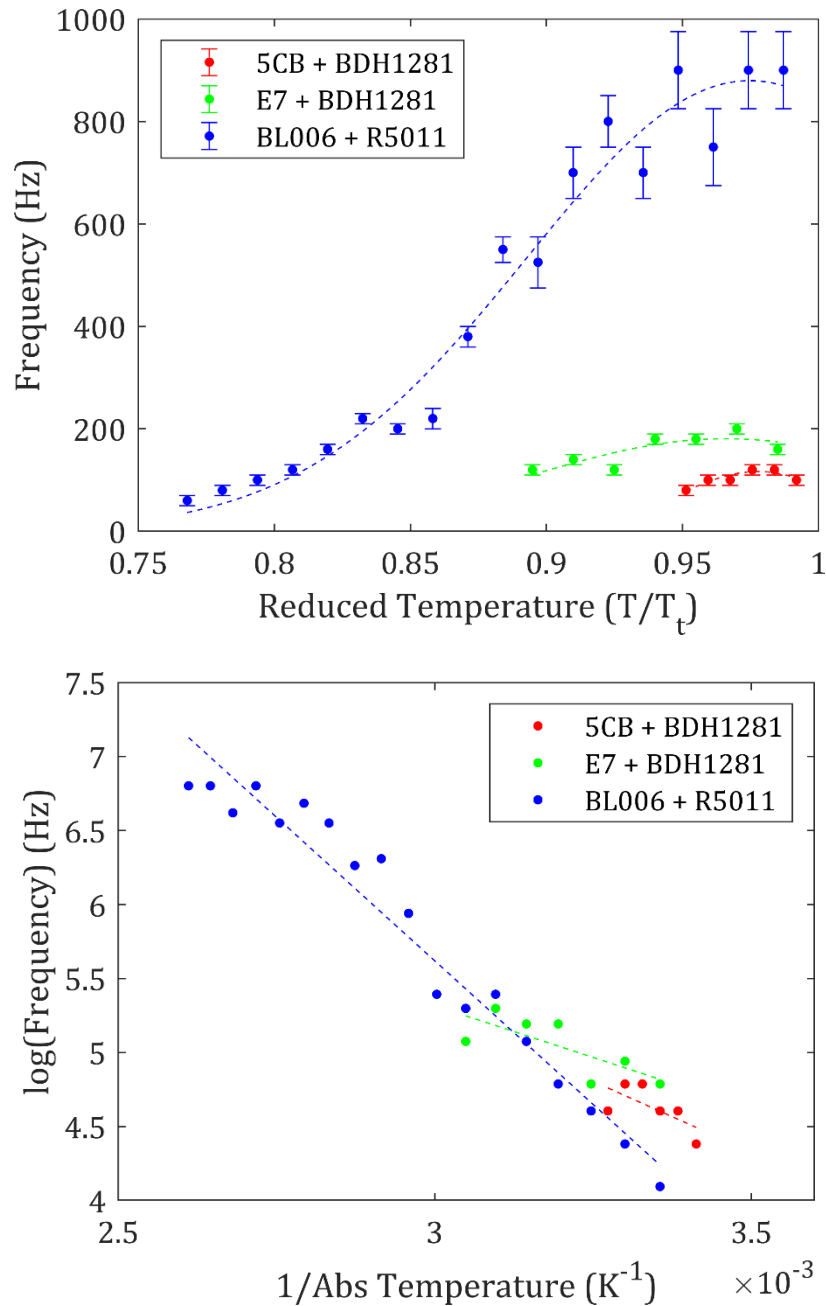 1000
800
600
400
200
0
Frequency (Hz)
5CB + BDH1281
E7 + BDH1281
BL006 + R5011
0.75 0.8 0.85 0.9 0.95 1
Reduced Temperature (T/T_t)
7.5
7
6.5
6
5.5
5
4.5
4
log(Frequency) (Hz)
5CB + BDH1281
E7 + BDH1281
BL006 + R5011
2.5 3 3.5
1/Abs Temperature (K⁻¹) ×10⁻³